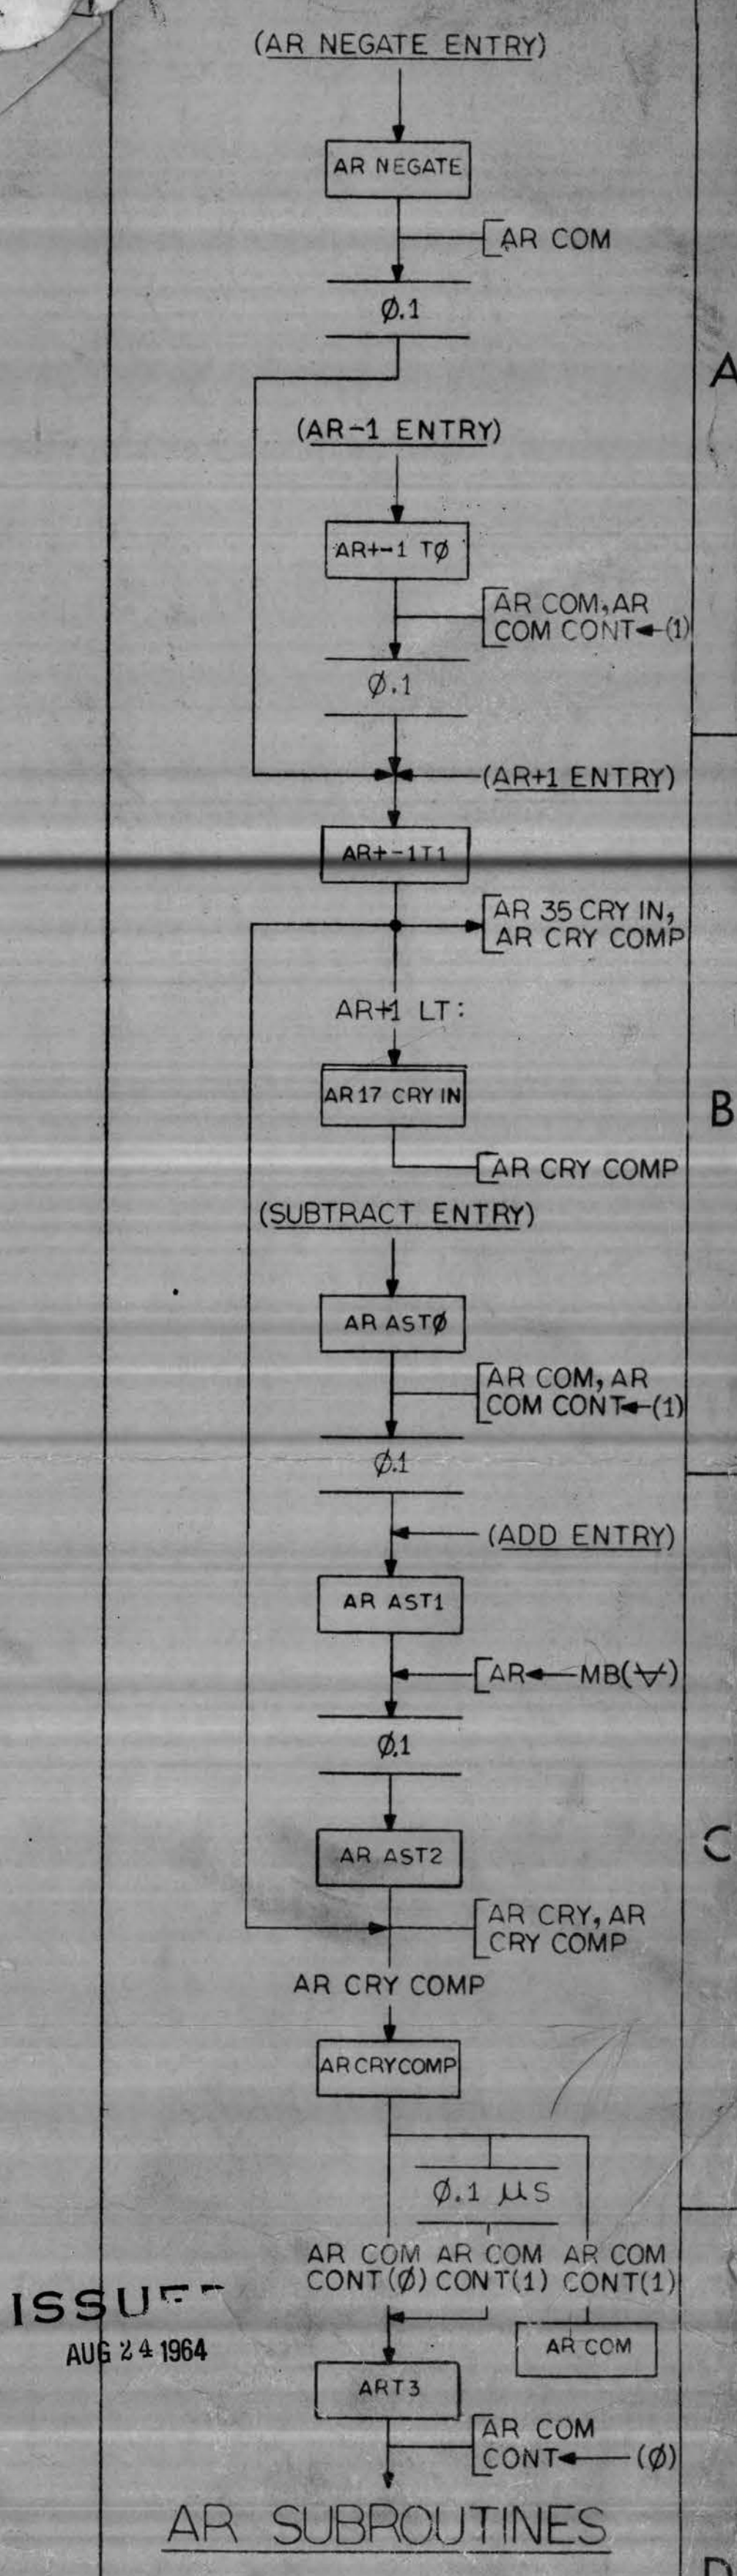 (AR NEGATE ENTRY)
AR NEGATE
AR COM
Ø.1
A
(AR-1 ENTRY)
AR+-1 TØ
AR COM, AR
COM CONT←(1)
Ø.1
(AR+1 ENTRY)
AR+-1T1
AR 35 CRY IN,
AR CRY COMP
AR+1 LT:
AR17 CRY IN
B
AR CRY COMP
(SUBTRACT ENTRY)
AR ASTØ
AR COM, AR
COM CONT←(1)
Ø.1
(ADD ENTRY)
AR AST1
AR←MB(⊻)
Ø.1
AR AST2
C
AR CRY, AR
CRY COMP
AR CRY COMP
AR CRY COMP
Ø.1 µS
AR COM AR COM AR COM
CONT(Ø) CONT(1) CONT(1)
AR COM
AUG 24 1964
ART3
AR COM
CONT←(Ø)
AR SUBROUTINES
D